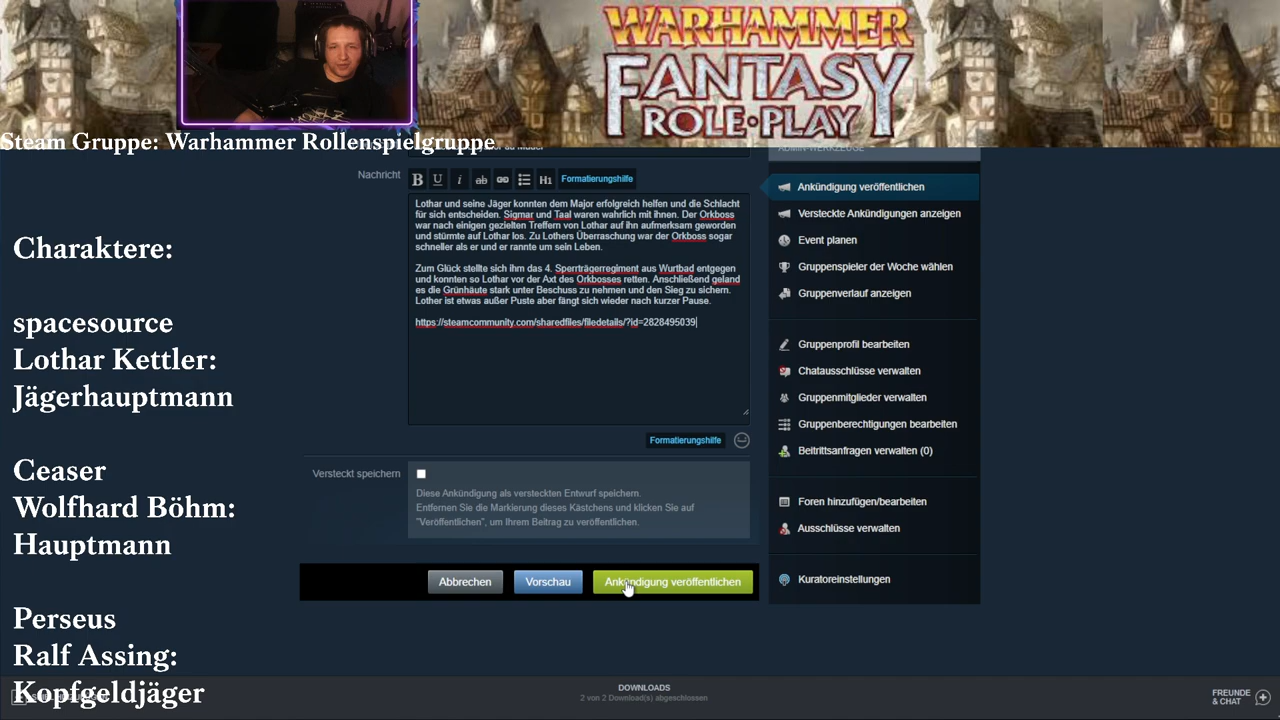 WARHAMMER
FANTASY
ROLE·PLAY
Steam Gruppe: Warhammer Rollenspielgruppe
ADMIN-WERKZEUGE
Nachricht
B U i ab H1 Formatierungshilfe
Lothar und seine Jäger konnten dem Major erfolgreich helfen und die Schlacht
für sich entscheiden. Sigmar und Taal waren wahrlich mit ihnen. Der Orkboss
war nach einigen gezielten Treffern von Lothar auf ihn aufmerksam geworden
und stürmte auf Lothar los. Zu Lothers Überraschung war der Orkboss sogar
schneller als er und er rannte um sein Leben.
Zum Glück stellte sich ihm das 4. Sperrträgerregiment aus Wurtbad entgegen
und konnten so Lothar vor der Axt des Orkbosses retten. Anschließend geland
es die Grünhäute stark unter Beschuss zu nehmen und den Sieg zu sichern.
Lother ist etwas außer Puste aber fängt sich wieder nach kurzer Pause.
https://steamcommunity.com/sharedfiles/filedetails/?id=2828495039
Formatierungshilfe
Versteckt speichern
Diese Ankündigung als versteckten Entwurf speichern.
Entfernen Sie die Markierung dieses Kästchens und klicken Sie auf
"Veröffentlichen", um Ihrem Beitrag zu veröffentlichen.
Abbrechen
Vorschau
Ankündigung veröffentlichen
Ankündigung veröffentlichen
Versteckte Ankündigungen anzeigen
Event planen
Gruppenspieler der Woche wählen
Gruppenverlauf anzeigen
Gruppenprofil bearbeiten
Chatausschlüsse verwalten
Gruppenmitglieder verwalten
Gruppenberechtigungen bearbeiten
Beitrittsanfragen verwalten (0)
Foren hinzufügen/bearbeiten
Ausschlüsse verwalten
Kuratoreinstellungen
Charaktere:
spacesource
Lothar Kettler:
Jägerhauptmann
Ceaser
Wolfhard Böhm:
Hauptmann
Perseus
Ralf Assing:
Kopfgeldjäger
DOWNLOADS
2 von 2 Download(s) abgeschlossen
FREUNDE
& CHAT